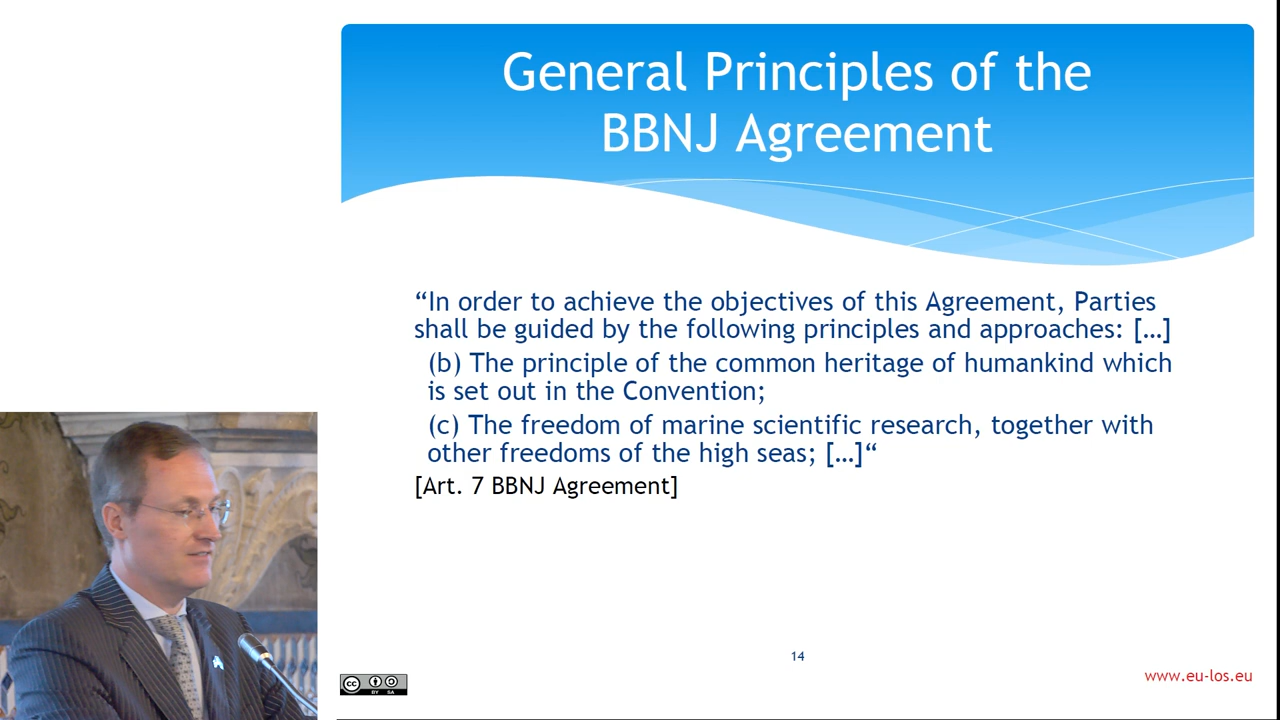 General Principles of the
BBNJ Agreement
“In order to achieve the objectives of this Agreement, Parties
shall be guided by the following principles and approaches: […]
(b) The principle of the common heritage of humankind which
is set out in the Convention;
(c) The freedom of marine scientific research, together with
other freedoms of the high seas; […]“
[Art. 7 BBNJ Agreement]
14
cc
BY SA
www.eu-los.eu